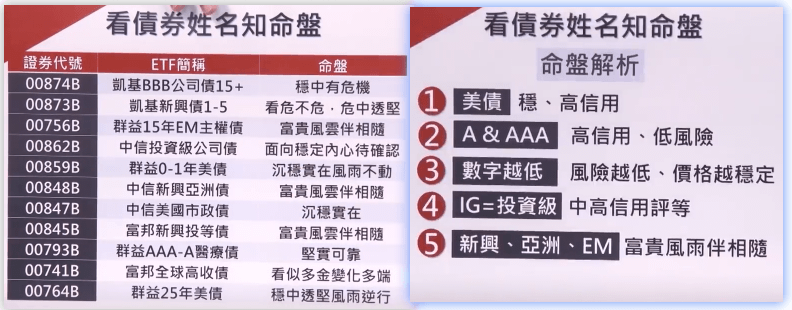 看債券姓名知命盤
證券代號 ETF簡稱 命盤
00874B 凱基BBB公司債15+ 穩中有危機
00873B 凱基新興債1-5 看危不危,危中透堅
00756B 群益15年EM主權債 富貴風雲伴相隨
00862B 中信投資級公司債 面向穩定內心待確認
00859B 群益0-1年美債 沉穩實在風雨不動
00848B 中信新興亞洲債 富貴風雲伴相隨
00847B 中信美國市政債 沉穩實在
00845B 富邦新興投等債 富貴風雲伴相隨
00793B 群益AAA-A醫療債 堅實可靠
00741B 富邦全球高收債 看似多金變化多端
00764B 群益25年美債 穩中透堅風雨逆行
看債券姓名知命盤
命盤解析
1 美債 穩、高信用
2 A & AAA 高信用、低風險
3 數字越低 風險越低、價格越穩定
4 IG=投資級 中高信用評等
5 新興、亞洲、EM 富貴風雨伴相隨